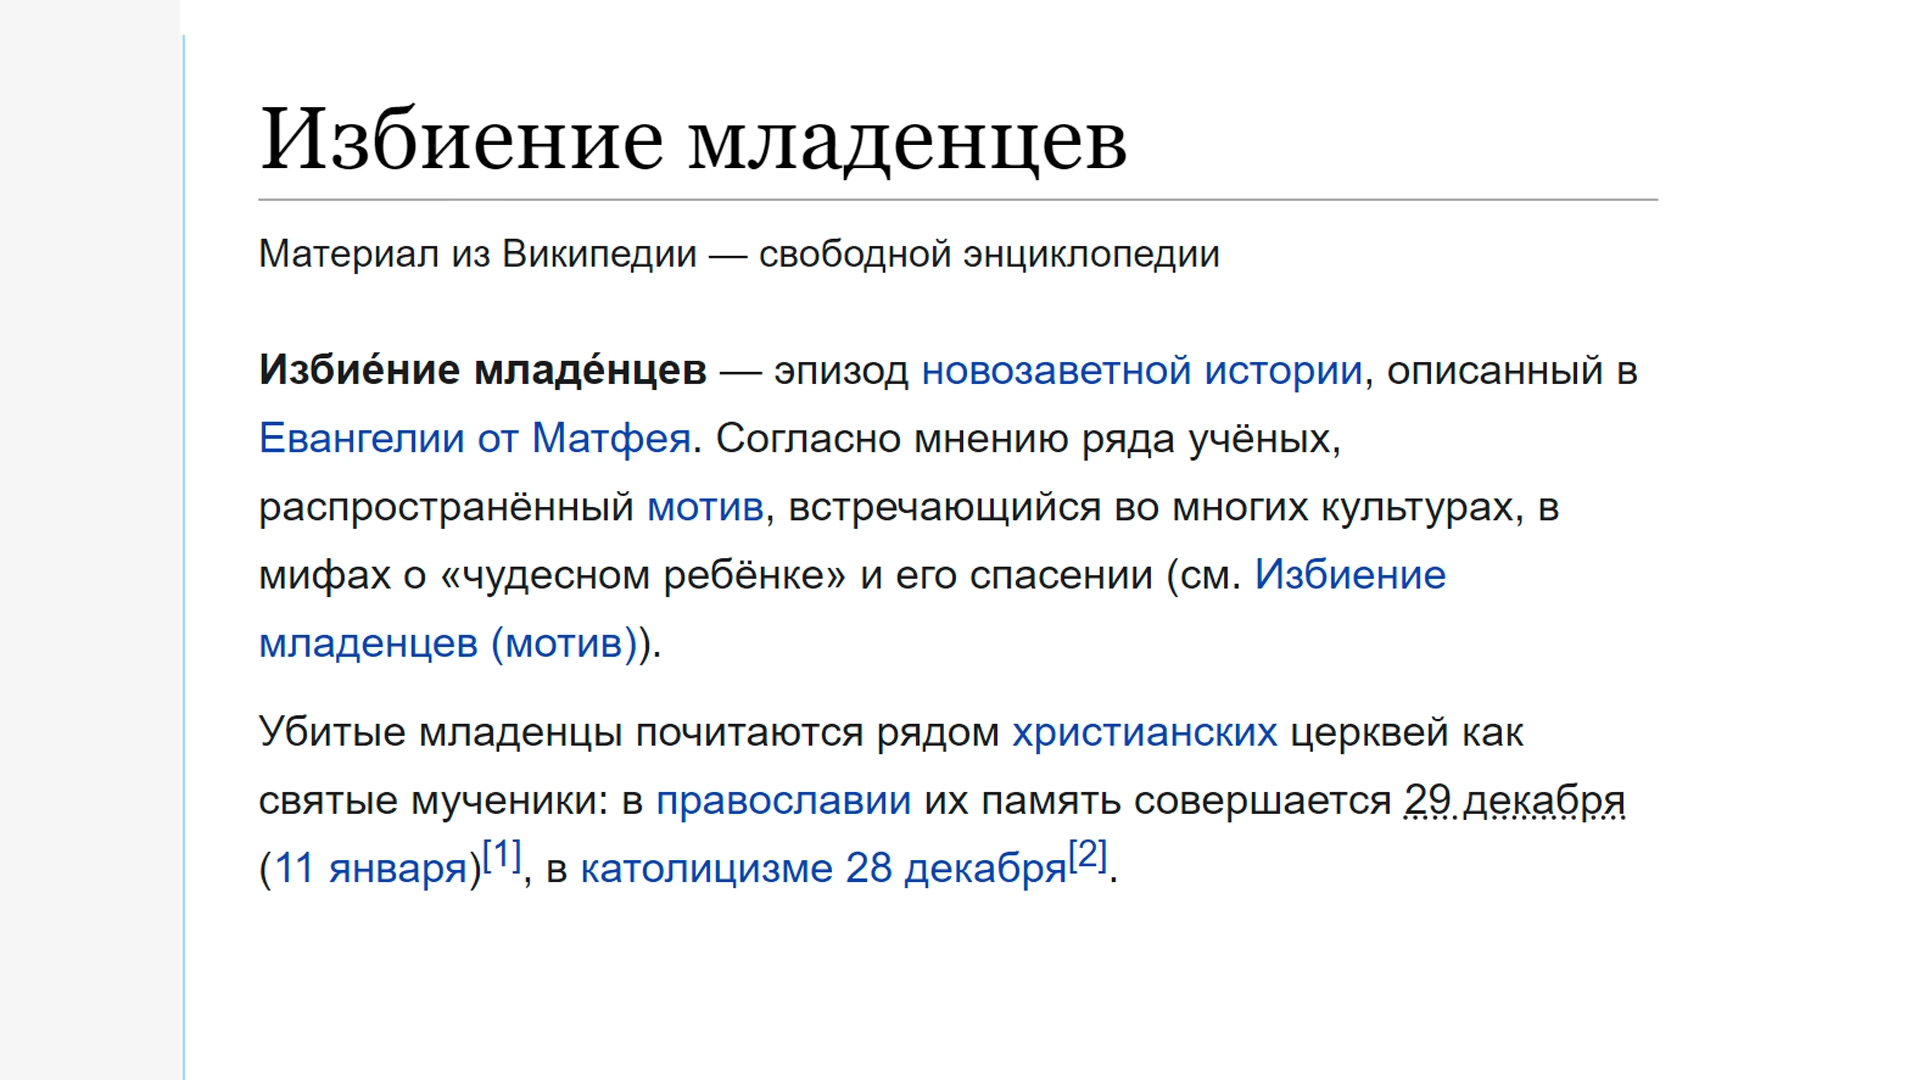 Избиение младенцев
Материал из Википедии — свободной энциклопедии
Избие́ние младе́нцев — эпизод новозаветной истории, описанный в
Евангелии от Матфея. Согласно мнению ряда учёных,
распространённый мотив, встречающийся во многих культурах, в
мифах о «чудесном ребёнке» и его спасении (см. Избиение
младенцев (мотив)).
Убитые младенцы почитаются рядом христианских церквей как
святые мученики: в православии их память совершается 29 декабря
(11 января)[1], в католицизме 28 декабря[2].